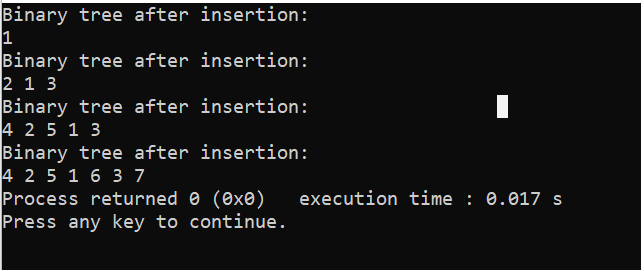 Binary tree after insertion:
1
Binary tree after insertion:
2 1 3
Binary tree after insertion:
4 2 5 1 3
Binary tree after insertion:
4 2 5 1 6 3 7
Process returned 0 (0x0)   execution time : 0.017 s
Press any key to continue.